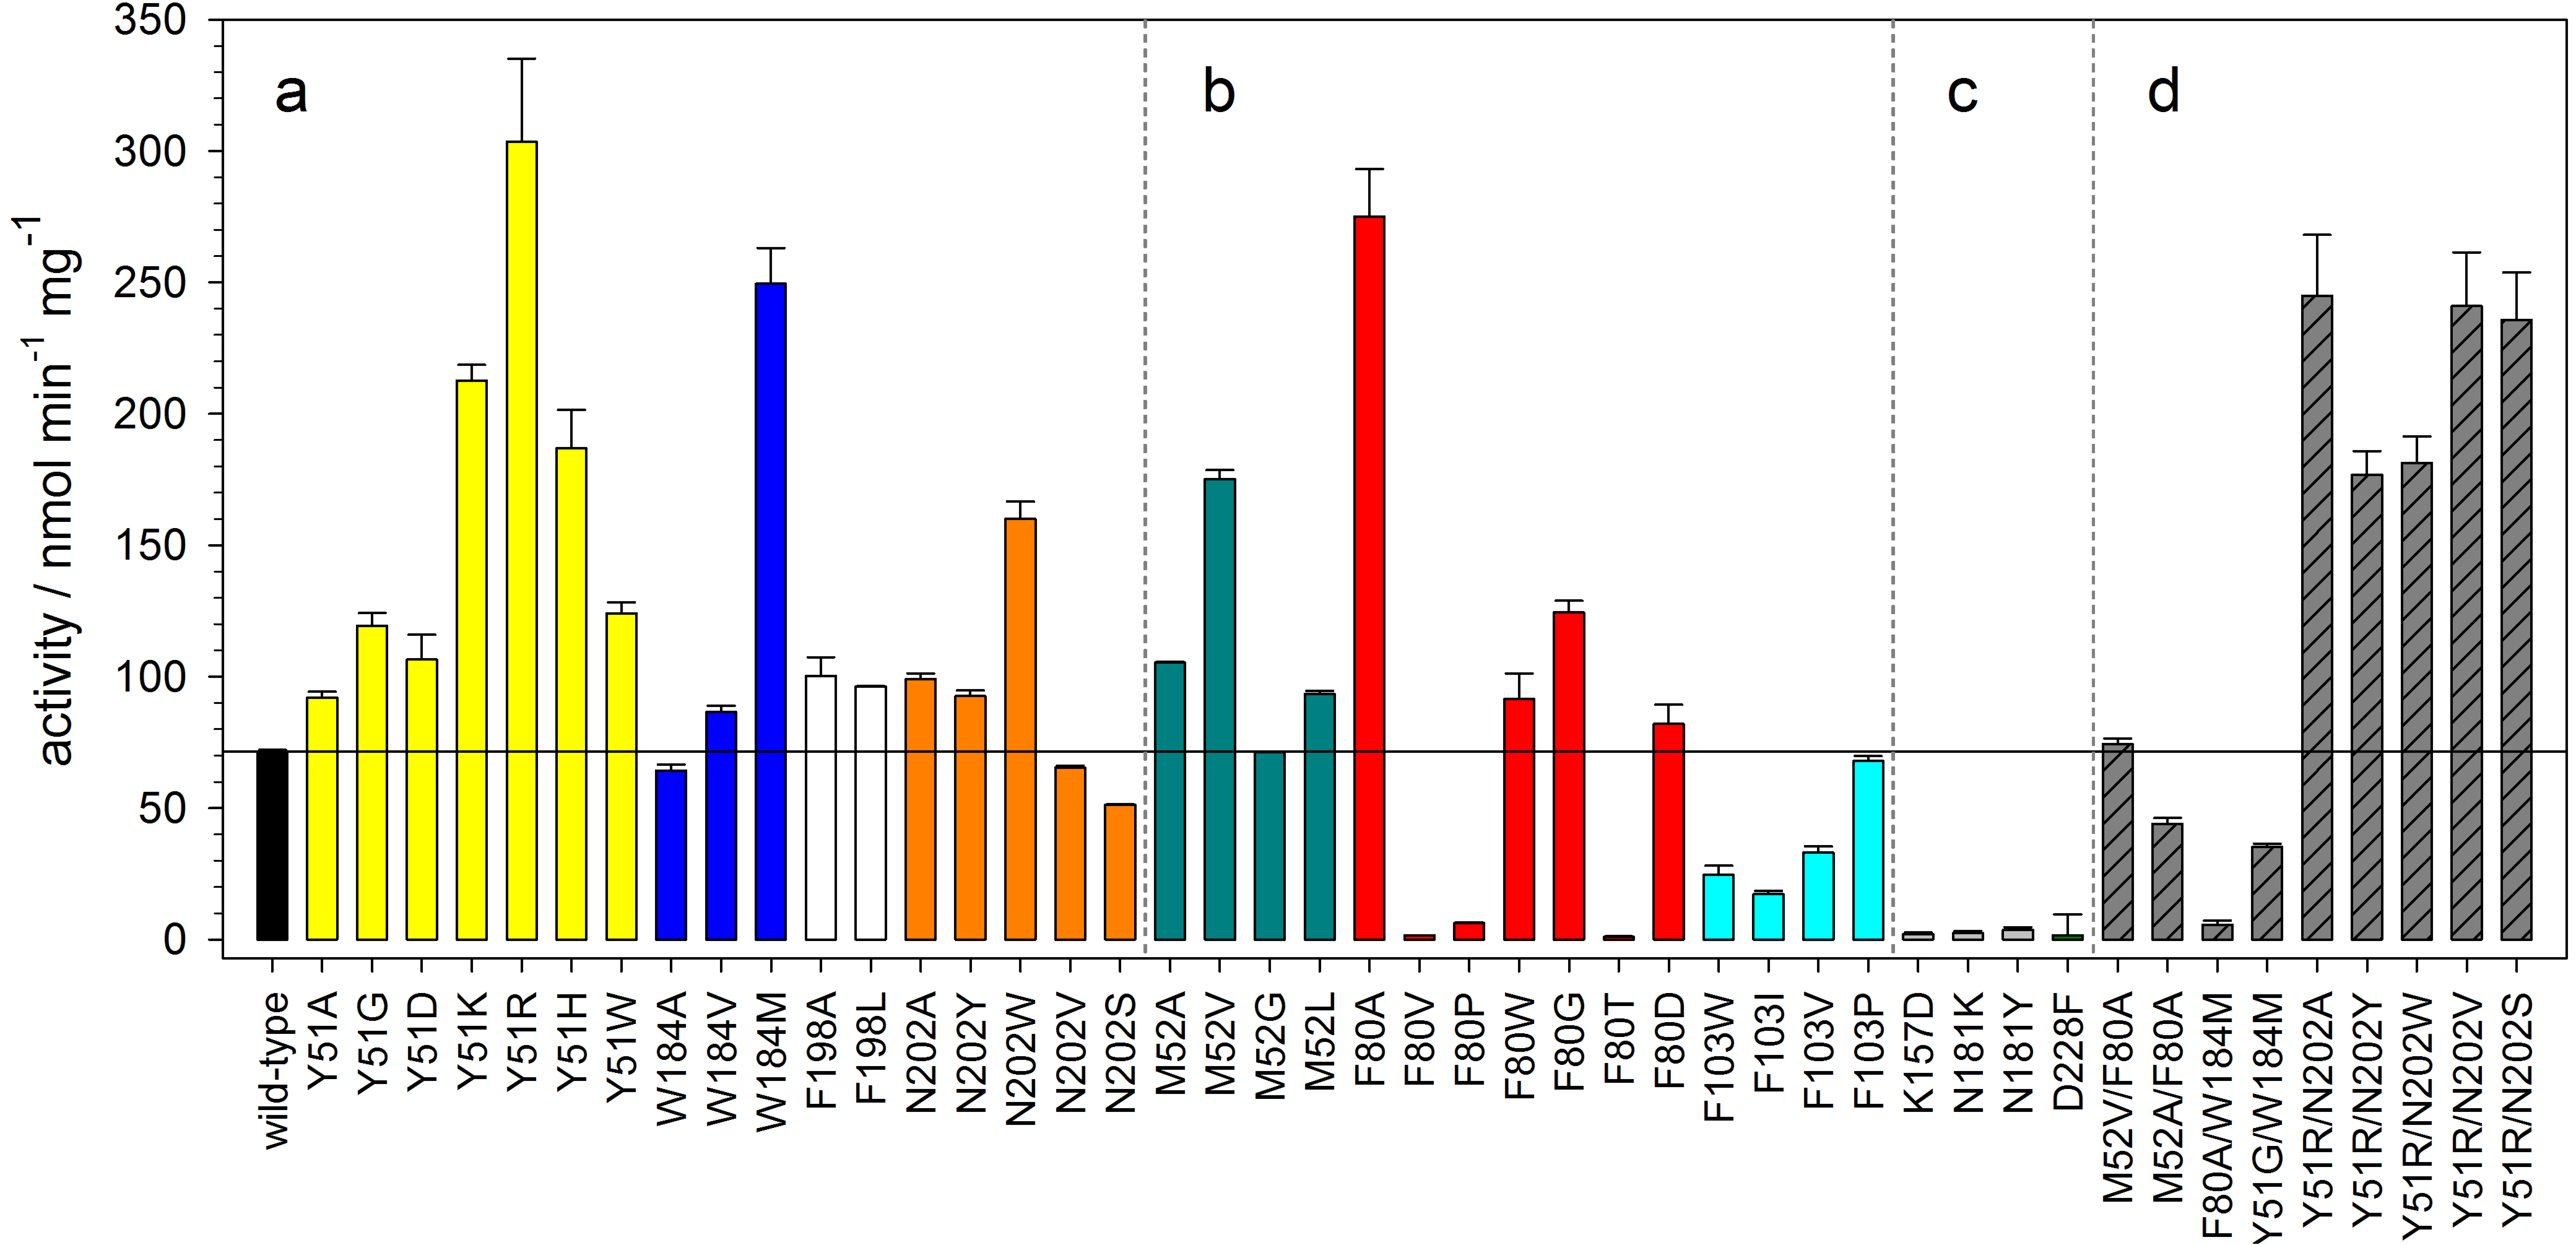 activity / nmol min-1 mg-1
350
300
250
200
150
100
50
0
a
b
c
d
wild-type
Y51A
Y51G
Y51D
Y51K
Y51R
Y51H
Y51W
W184A
W184V
W184M
F198A
F198L
N202A
N202Y
N202W
N202V
N202S
M52A
M52V
M52G
M52L
F80A
F80V
F80P
F80W
F80G
F80T
F80D
F103W
F103I
F103V
F103P
K157D
N181K
N181Y
D228F
M52V/F80A
M52A/F80A
F80A/W184M
Y51G/W184M
Y51R/N202A
Y51R/N202Y
Y51R/N202W
Y51R/N202V
Y51R/N202S